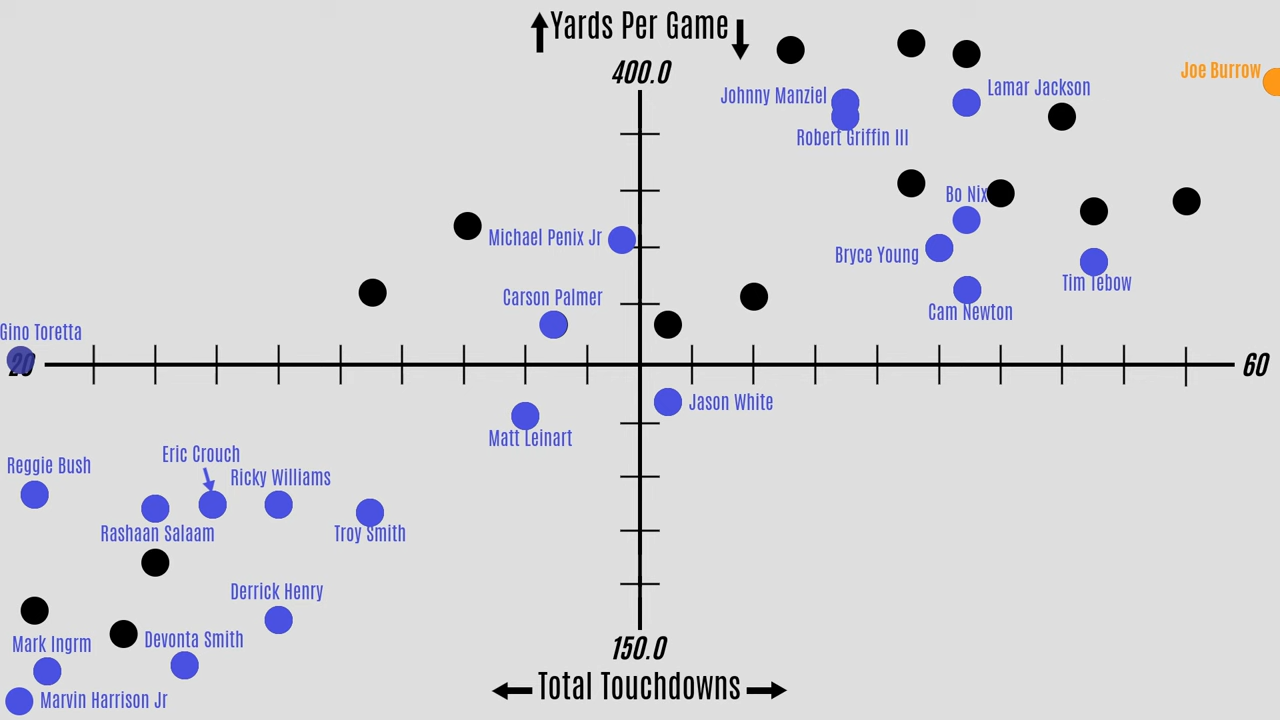 Yards Per Game
400.0
Joe Burrow
Johnny Manziel
Lamar Jackson
Robert Griffin III
Bo Nix
Michael Penix Jr
Bryce Young
Tim Tebow
Carson Palmer
Cam Newton
Gino Toretta
20
60
Jason White
Matt Leinart
Eric Crouch
Reggie Bush
Ricky Williams
Rashaan Salaam
Troy Smith
Derrick Henry
Devonta Smith
Mark Ingrm
150.0
Total Touchdowns
Marvin Harrison Jr